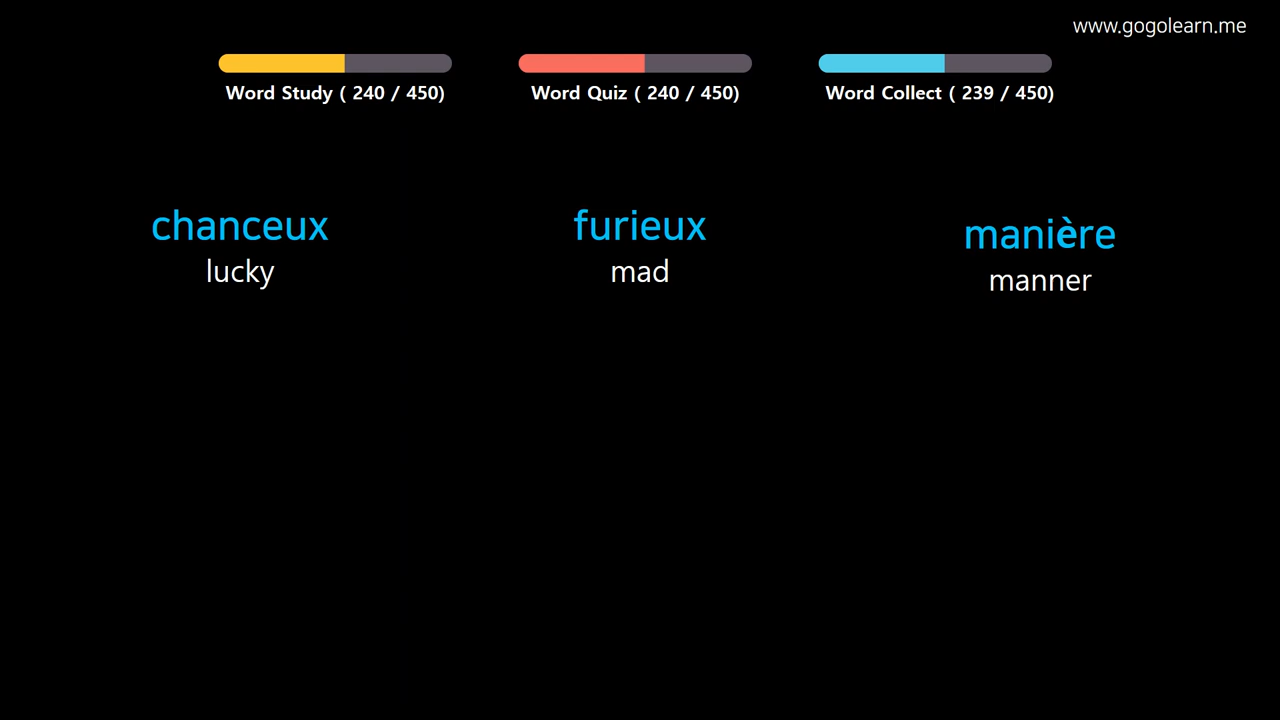 www.gogolearn.me
Word Study ( 240 / 450)
Word Quiz ( 240 / 450)
Word Collect ( 239 / 450)
chanceux
lucky
furieux
mad
manière
manner